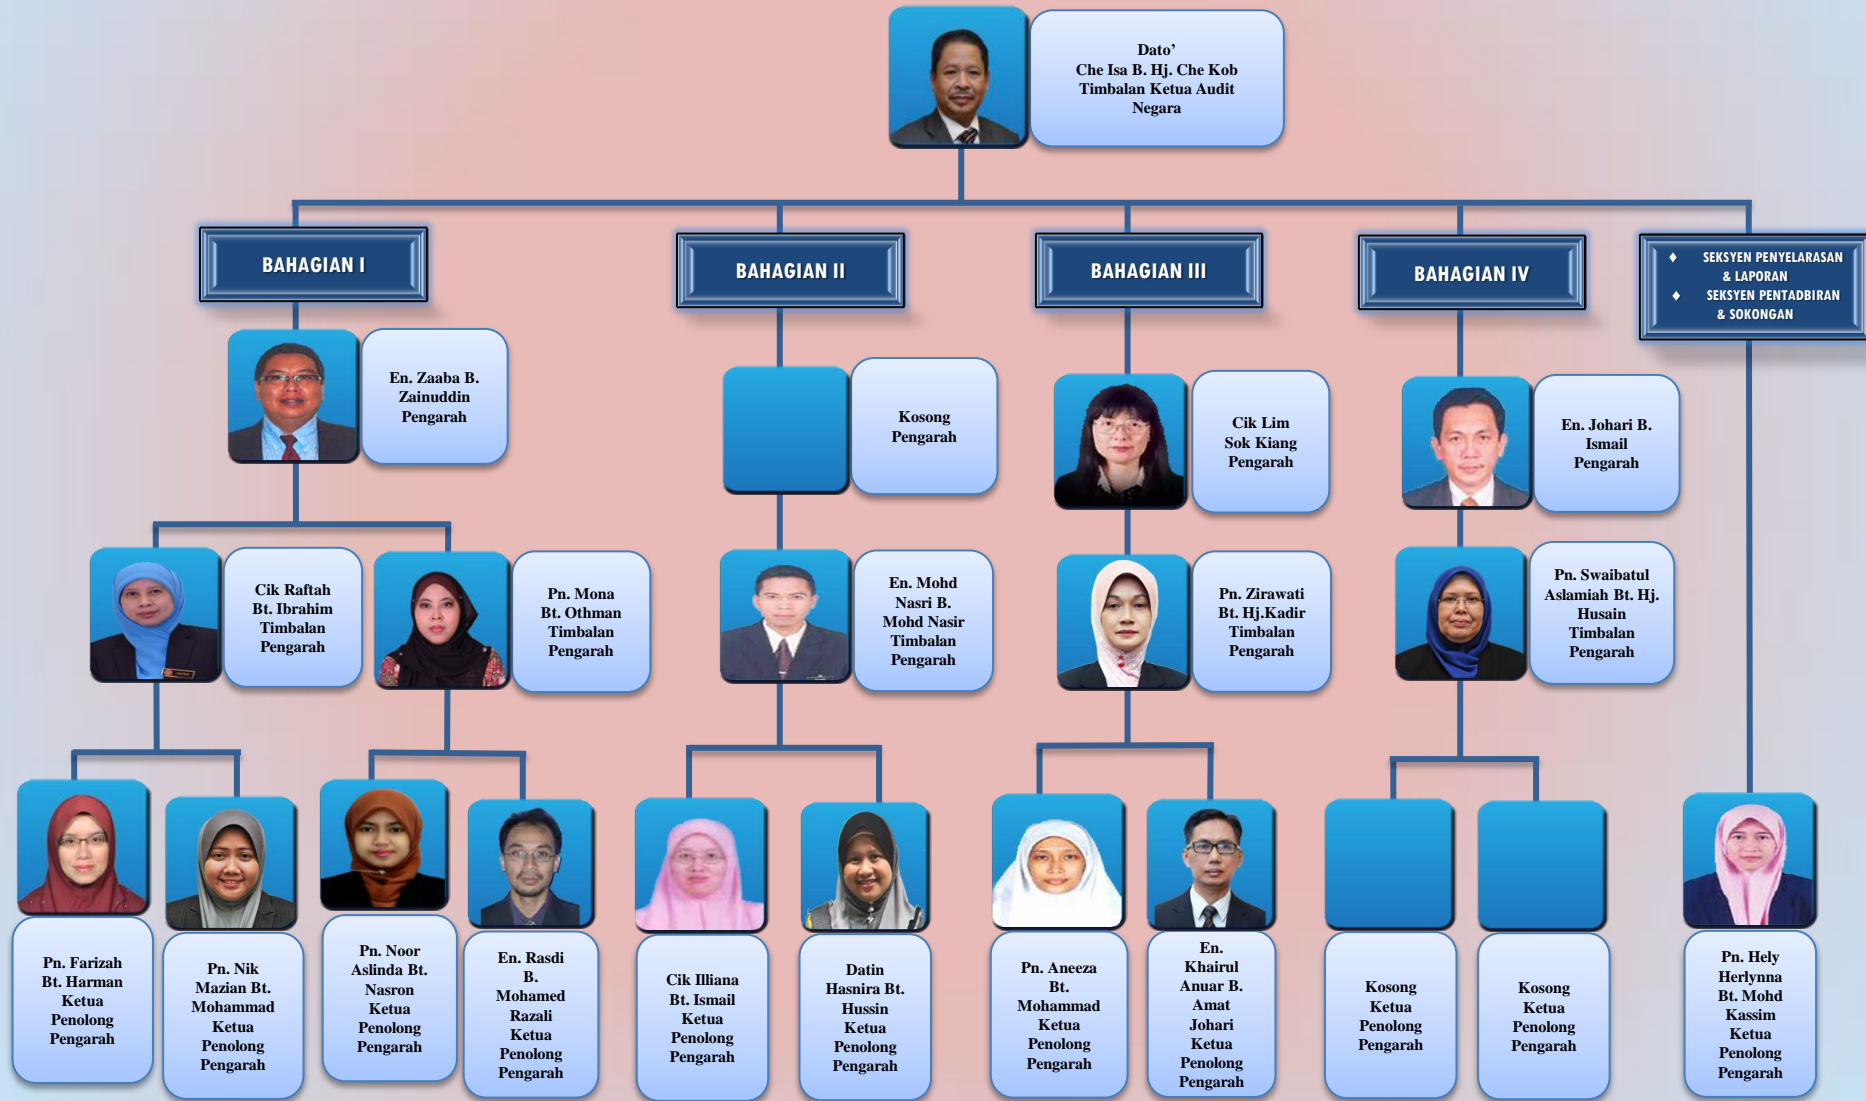 Dato’
Che Isa B. Hj. Che Kob
Timbalan Ketua Audit
Negara
BAHAGIAN I
BAHAGIAN II
BAHAGIAN III
BAHAGIAN IV
♦ SEKSYEN PENYELARASAN
& LAPORAN
♦ SEKSYEN PENTADBIRAN
& SOKONGAN
En. Zaaba B.
Zainuddin
Pengarah
Kosong
Pengarah
Cik Lim
Sok Kiang
Pengarah
En. Johari B.
Ismail
Pengarah
Cik Raftah
Bt. Ibrahim
Timbalan
Pengarah
Pn. Mona
Bt. Othman
Timbalan
Pengarah
En. Mohd
Nasri B.
Mohd Nasir
Timbalan
Pengarah
Pn. Zirawati
Bt. Hj.Kadir
Timbalan
Pengarah
Pn. Swaibatul
Aslamiah Bt. Hj.
Husain
Timbalan
Pengarah
Pn. Farizah
Bt. Harman
Ketua
Penolong
Pengarah
Pn. Nik
Mazian Bt.
Mohammad
Ketua
Penolong
Pengarah
Pn. Noor
Aslinda Bt.
Nasron
Ketua
Penolong
Pengarah
En. Rasdi
B.
Mohamed
Razali
Ketua
Penolong
Pengarah
Cik Illiana
Bt. Ismail
Ketua
Penolong
Pengarah
Datin
Hasnira Bt.
Hussin
Ketua
Penolong
Pengarah
Pn. Aneeza
Bt.
Mohammad
Ketua
Penolong
Pengarah
En.
Khairul
Anuar B.
Amat
Johari
Ketua
Penolong
Pengarah
Kosong
Ketua
Penolong
Pengarah
Kosong
Ketua
Penolong
Pengarah
Pn. Hely
Herlynna
Bt. Mohd
Kassim
Ketua
Penolong
Pengarah